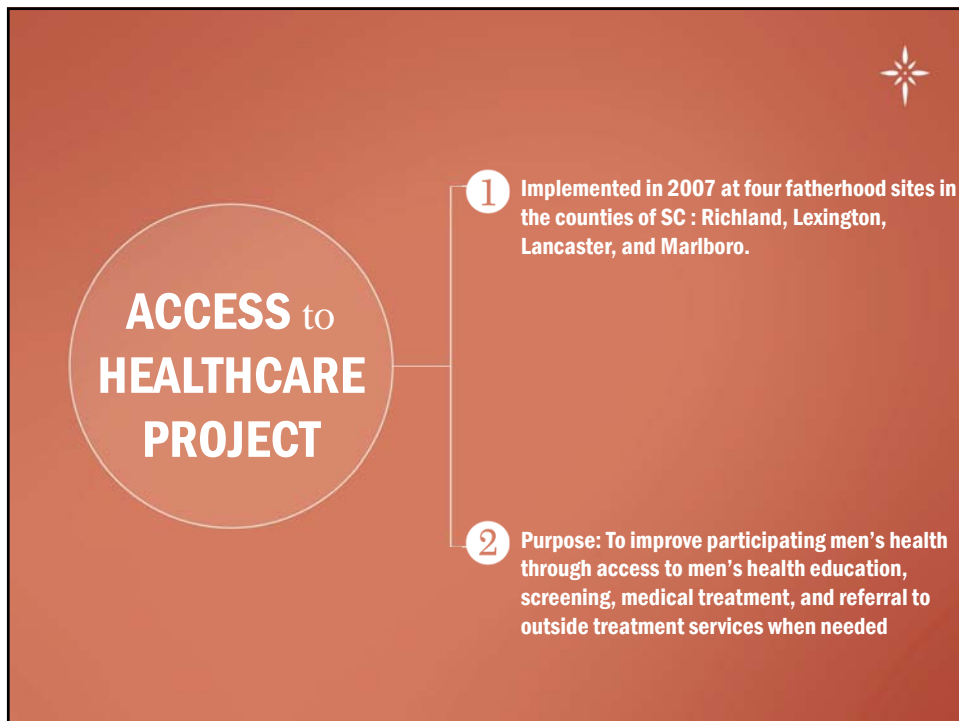 ACCESS to
HEALTHCARE
PROJECT
1
Implemented in 2007 at four fatherhood sites in
the counties of SC : Richland, Lexington,
Lancaster, and Marlboro.
2
Purpose: To improve participating men’s health
through access to men’s health education,
screening, medical treatment, and referral to
outside treatment services when needed